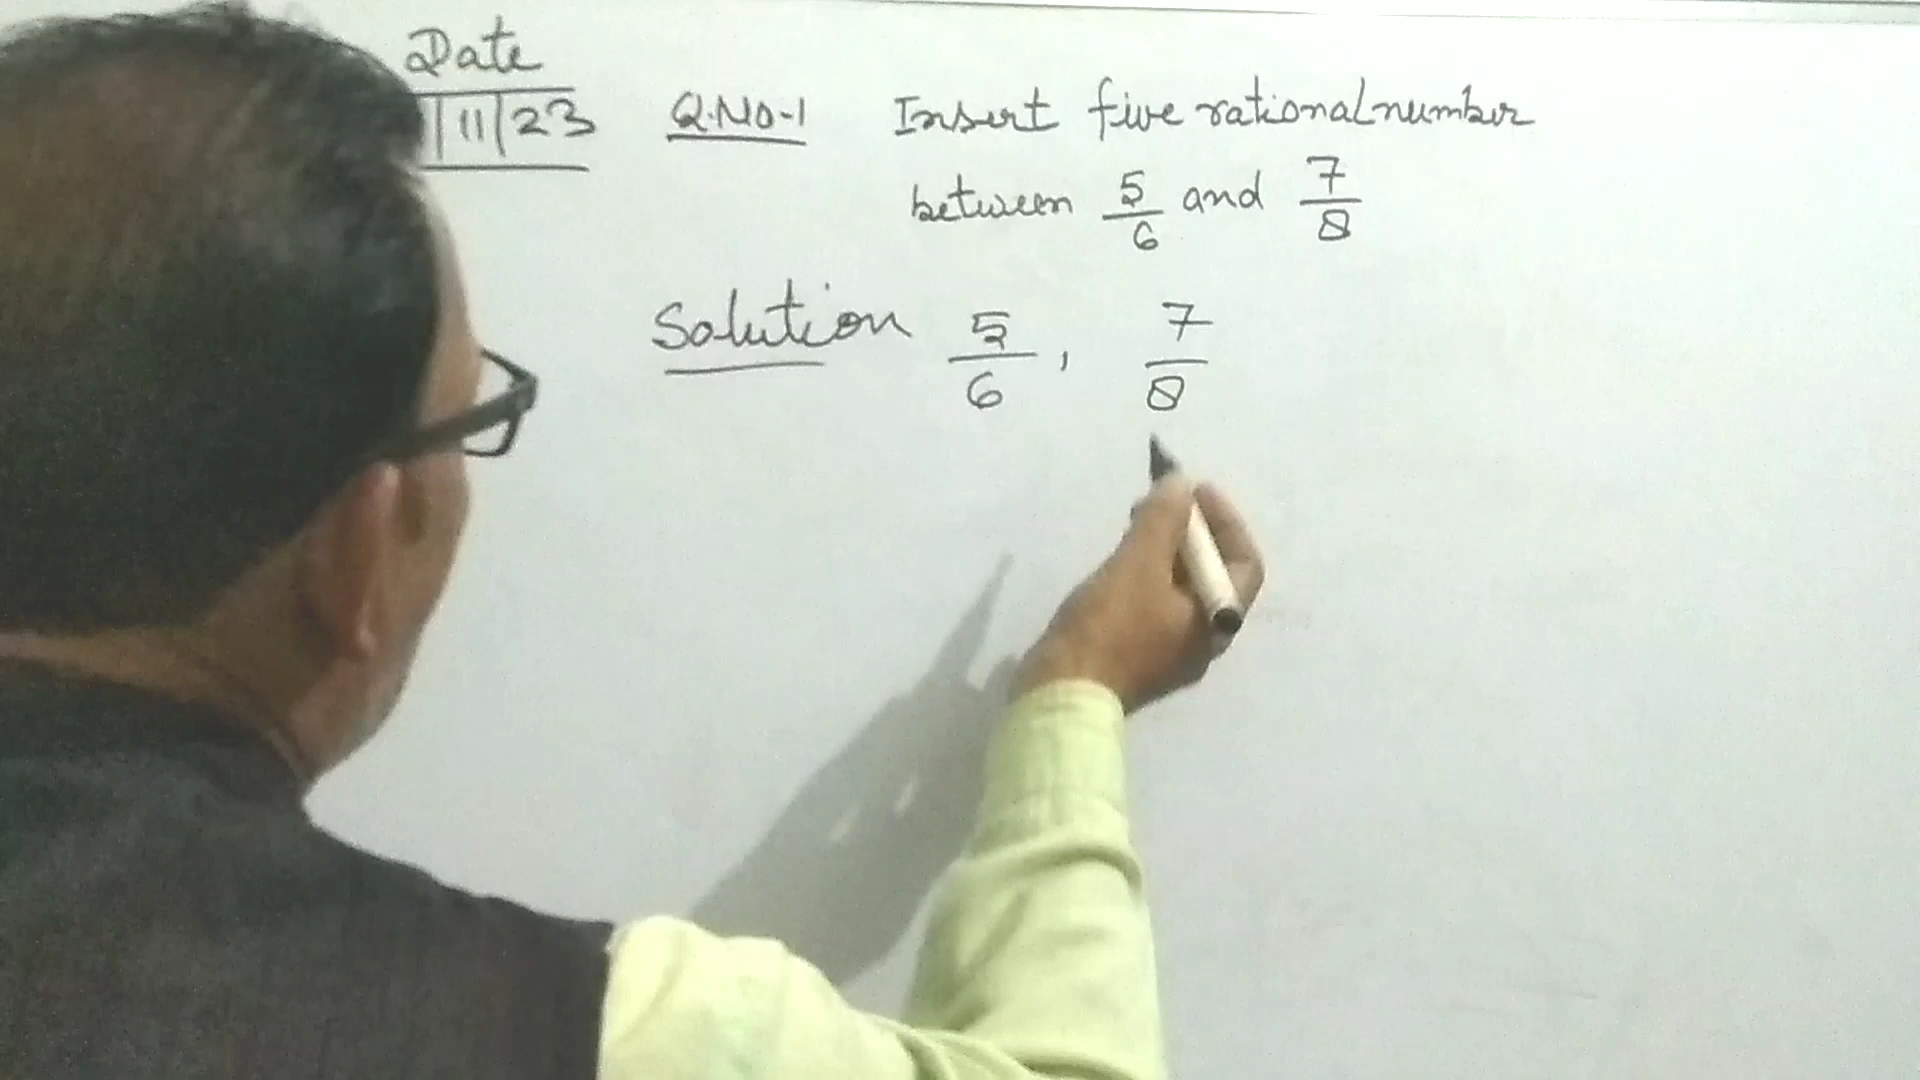 Date
11/23
Q.No-1 Insert five rational number
between 5/6 and 7/8
Solution 5/6, 7/8